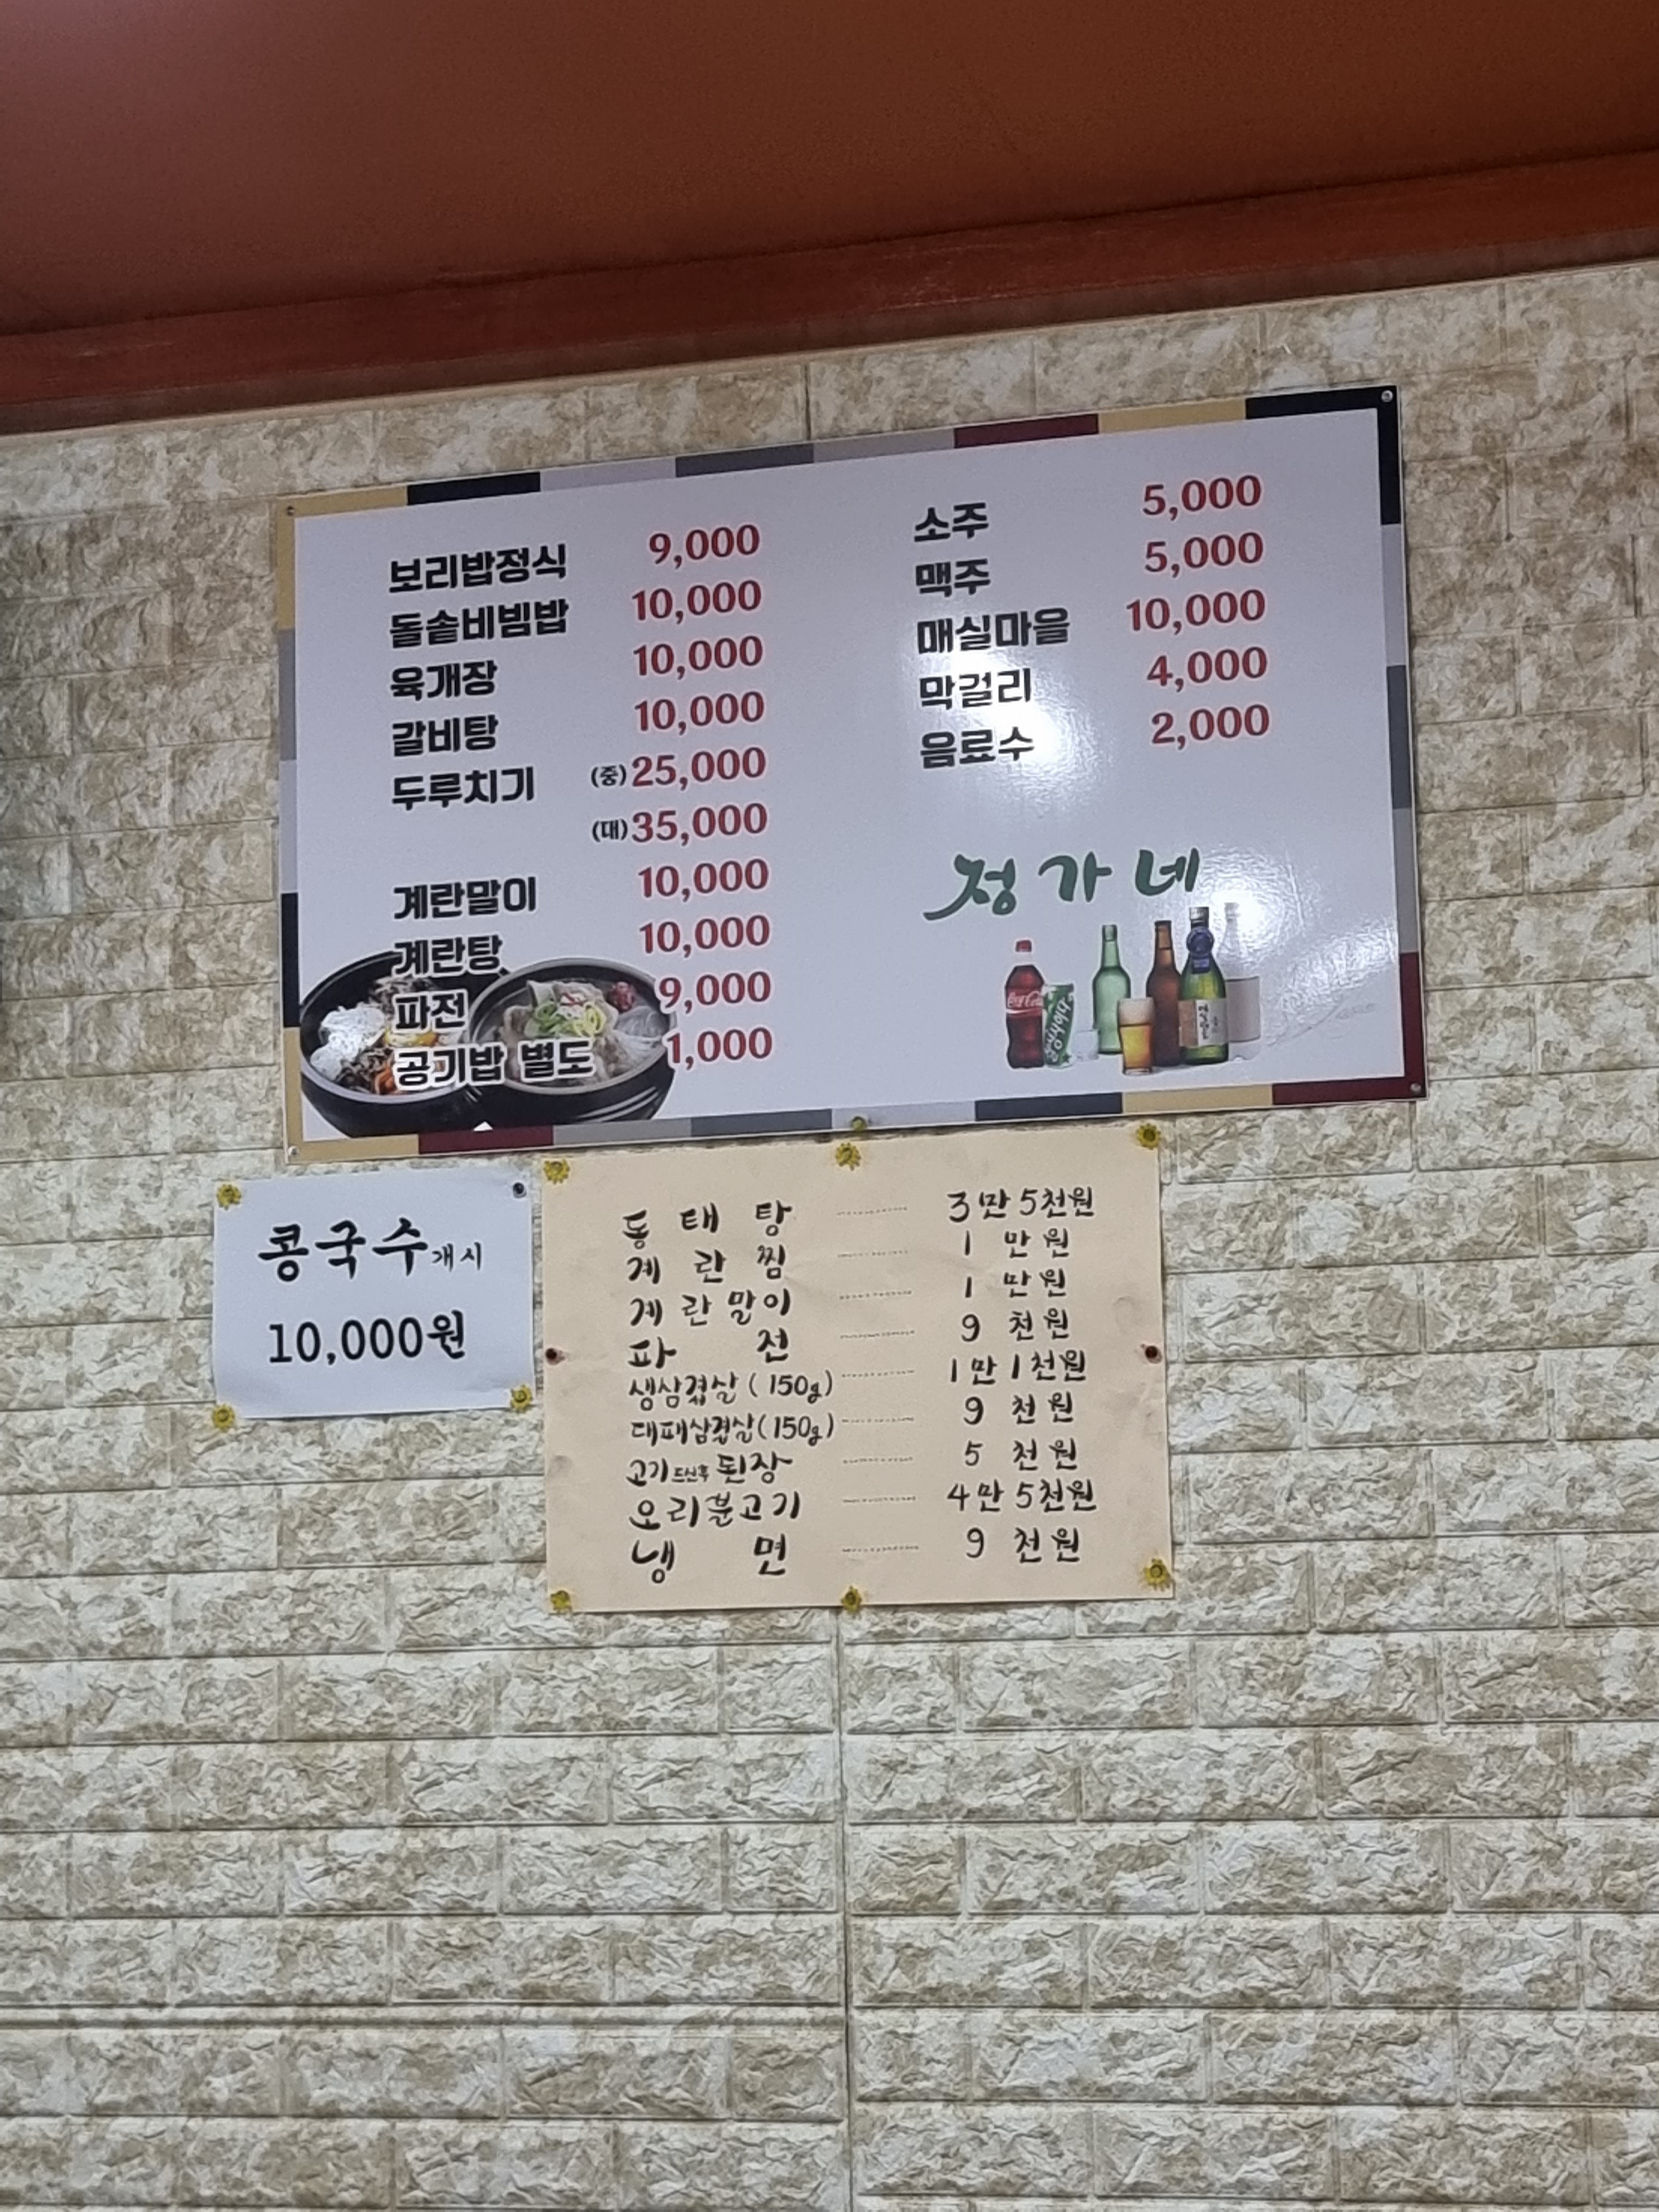 보리밥정식 9,000
돌솥비빔밥 10,000
육개장 10,000
갈비탕 10,000
두루치기 (중) 25,000
(대) 35,000
계란말이 10,000
계란탕 10,000
파전 9,000
공기밥 별도 1,000
소주 5,000
맥주 5,000
매실마을 10,000
막걸리 4,000
음료수 2,000
정가네
Coca-Cola
콩국수 개시
10,000원
동태탕 3만 5천원
계란찜 1만원
계란말이 1만원
파전 9천원
생삼겹살 (150g) 1만 1천원
대패삼겹살 (150g) 9천원
고기 드신후 된장 5천원
오리불고기 4만 5천원
냉면 9천원